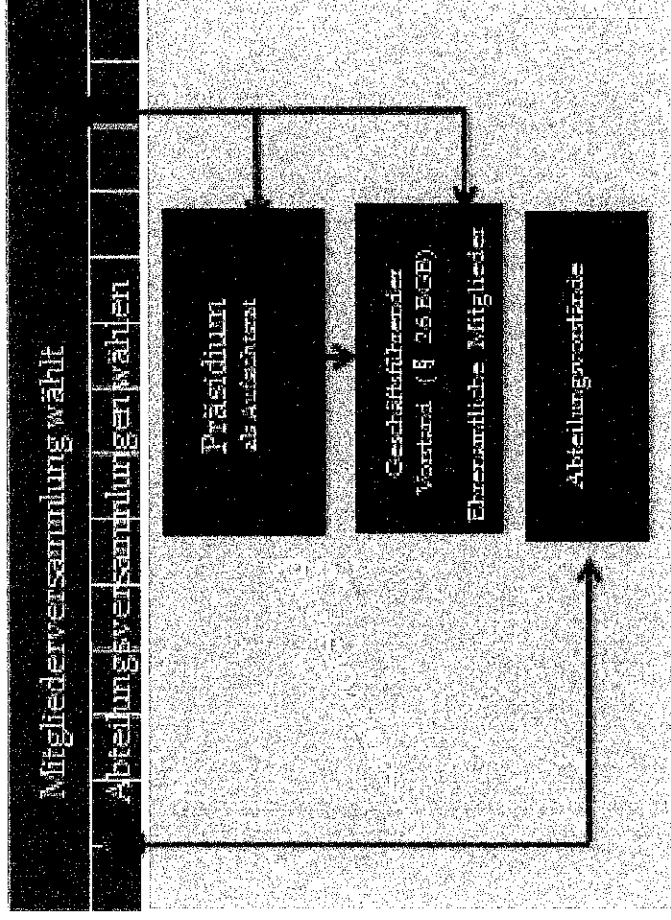 Mitgliederversammlung wählt
Abteilungsversammlungen wählen
Präsidium
als Aufsichtsrat
Geschäftsführender
Vorstand (§ 26 BGB)
Ehrenamtliche Mitglieder
Abteilungsvorstände